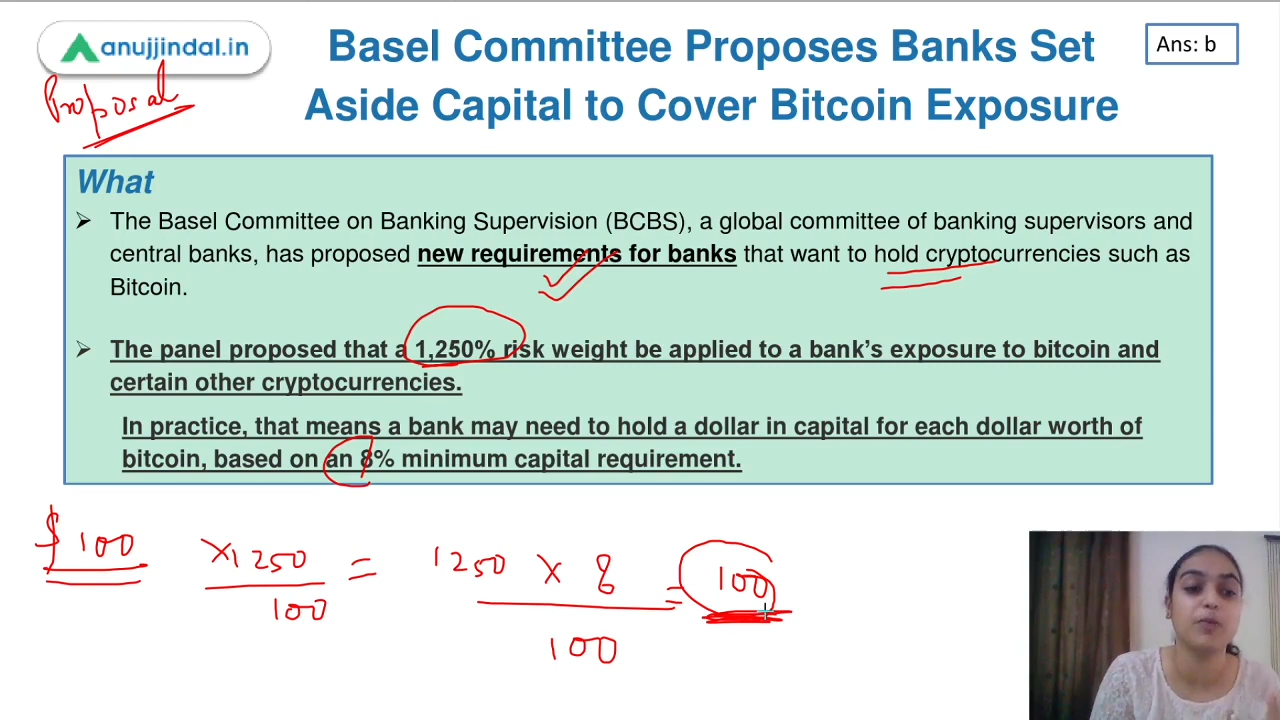 anujjindal.in
Basel Committee Proposes Banks Set
Aside Capital to Cover Bitcoin Exposure
Ans: b
Proposal
What
➢ The Basel Committee on Banking Supervision (BCBS), a global committee of banking supervisors and
central banks, has proposed new requirements for banks that want to hold cryptocurrencies such as
Bitcoin.
➢ The panel proposed that a 1,250% risk weight be applied to a bank's exposure to bitcoin and
certain other cryptocurrencies.
In practice, that means a bank may need to hold a dollar in capital for each dollar worth of
bitcoin, based on an 8% minimum capital requirement.
$100 × 1250 = 1250 × 8 = 100
100 100